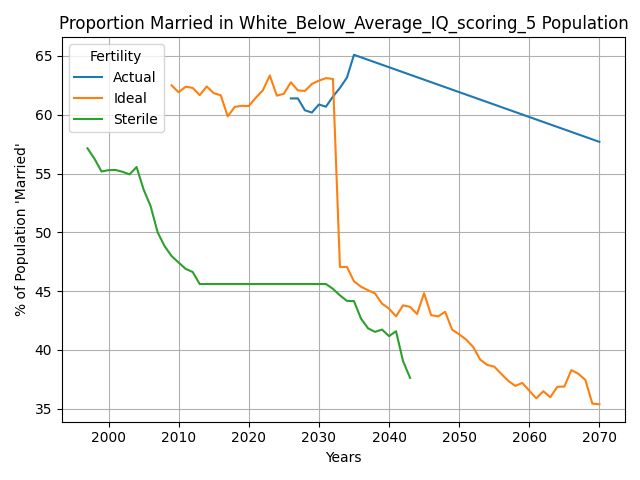 Proportion Married in White_Below_Average_IQ_scoring_5 Population
Fertility
Actual
Ideal
Sterile
% of Population 'Married'
65
60
55
50
45
40
35
2000 2010 2020 2030 2040 2050 2060 2070
Years